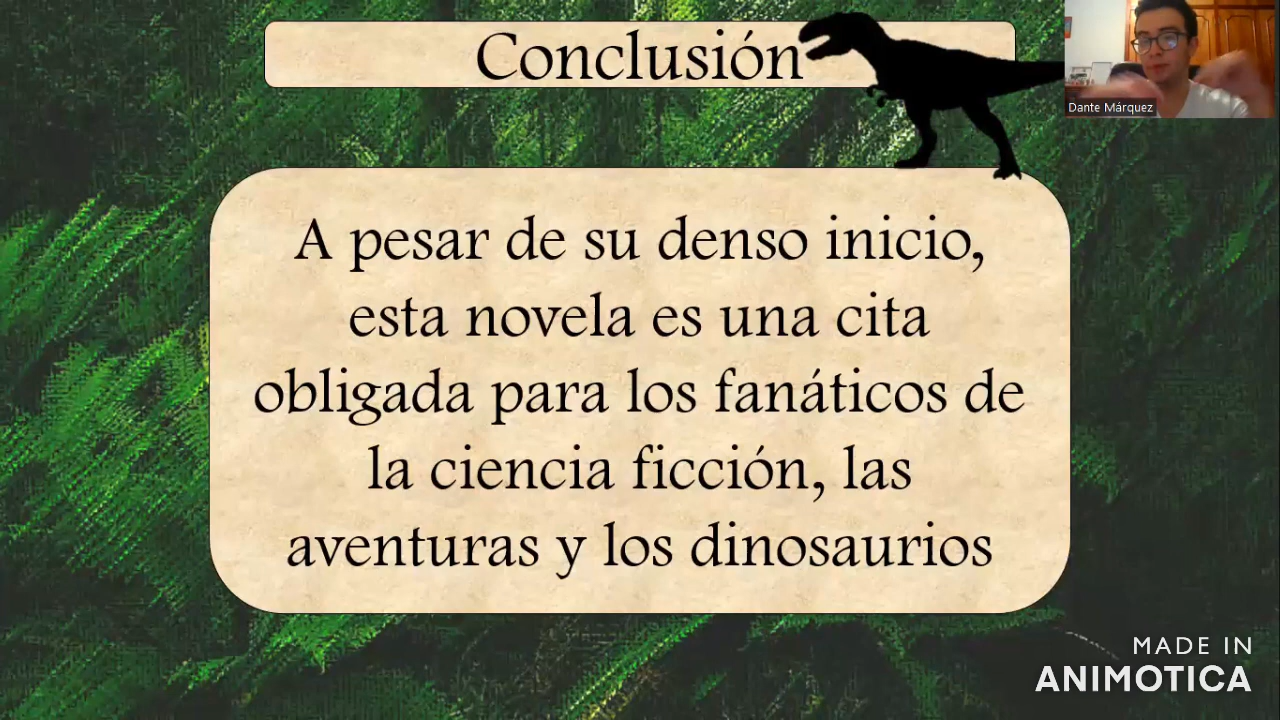 Conclusión
Dante Márquez
A pesar de su denso inicio,
esta novela es una cita
obligada para los fanáticos de
la ciencia ficción, las
aventuras y los dinosaurios
MADE IN
ANIMOTICA